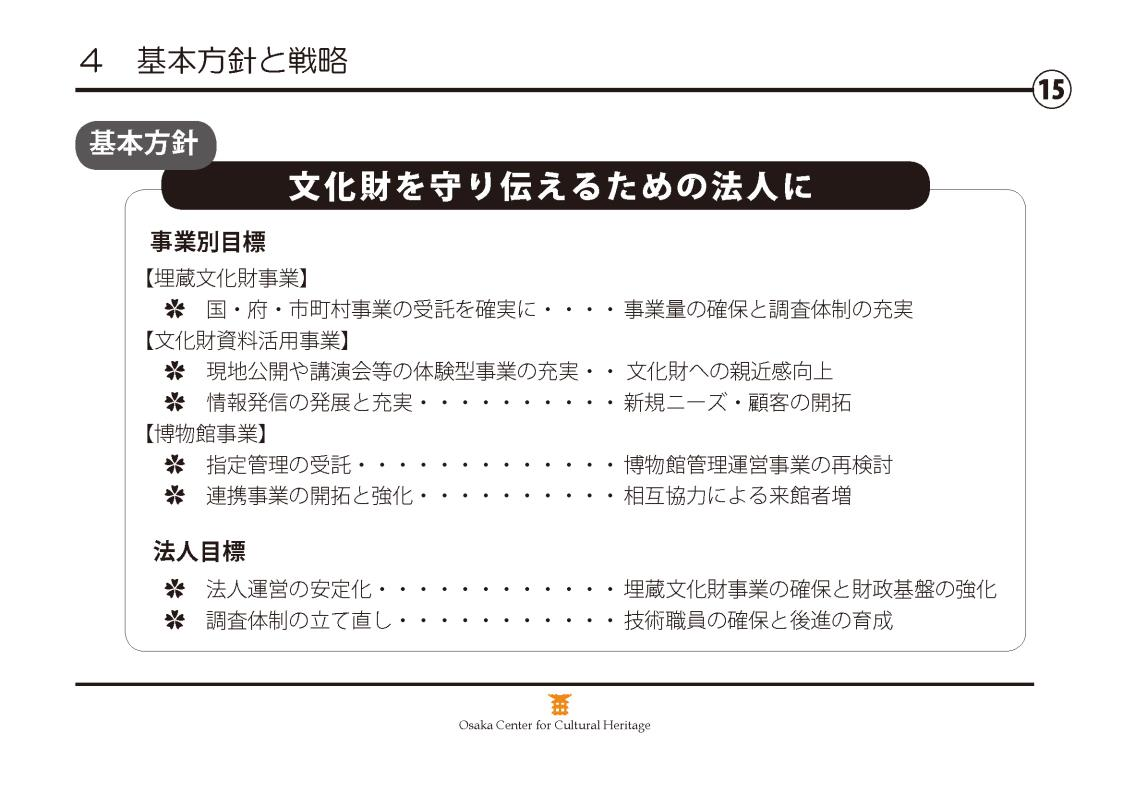 4 基本方針と戦略
15
基本方針
文化財を守り伝えるための法人に
事業別目標
【埋蔵文化財事業】
✽ 国・府・市町村事業の受託を確実に・・・・事業量の確保と調査体制の充実
【文化財資料活用事業】
✽ 現地公開や講演会等の体験型事業の充実・・文化財への親近感向上
✽ 情報発信の発展と充実・・・・・・・・・・新規ニーズ・顧客の開拓
【博物館事業】
✽ 指定管理の受託・・・・・・・・・・・・・博物館管理運営事業の再検討
✽ 連携事業の開拓と強化・・・・・・・・・・相互協力による来館者増
法人目標
✽ 法人運営の安定化・・・・・・・・・・・・埋蔵文化財事業の確保と財政基盤の強化
✽ 調査体制の立て直し・・・・・・・・・・・技術職員の確保と後進の育成
Osaka Center for Cultural Heritage